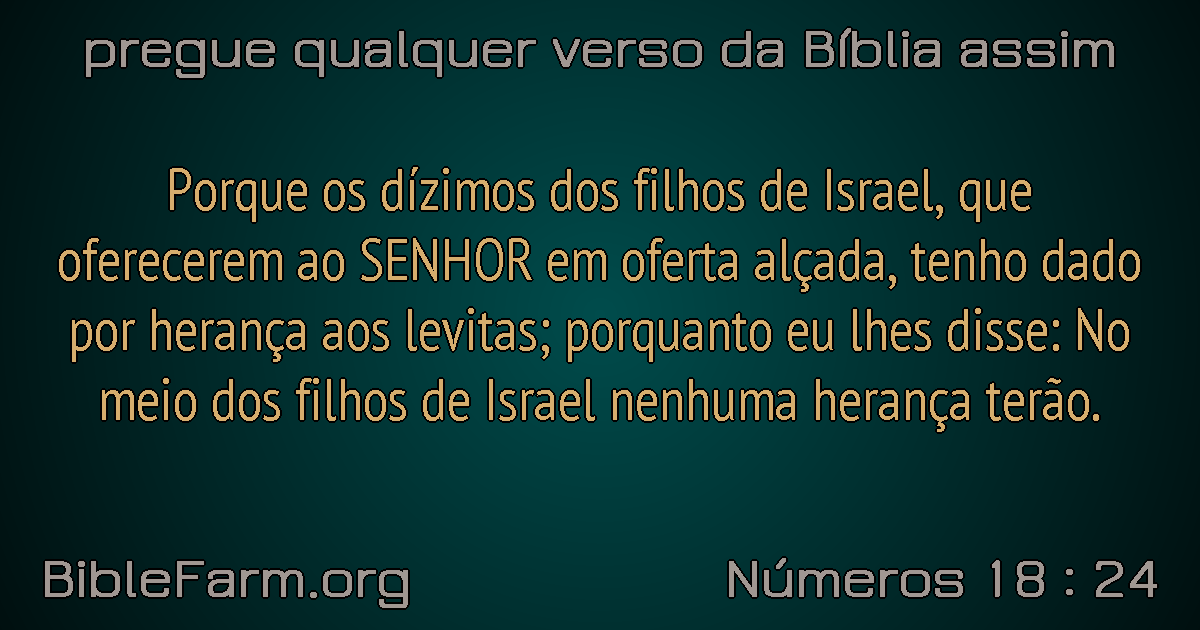 pregue qualquer verso da Bíblia assim
Porque os dízimos dos filhos de Israel, que
oferecerem ao SENHOR em oferta alçada, tenho dado
por herança aos levitas; porquanto eu lhes disse: No
meio dos filhos de Israel nenhuma herança terão.
BibleFarm.org
Números 18 : 24